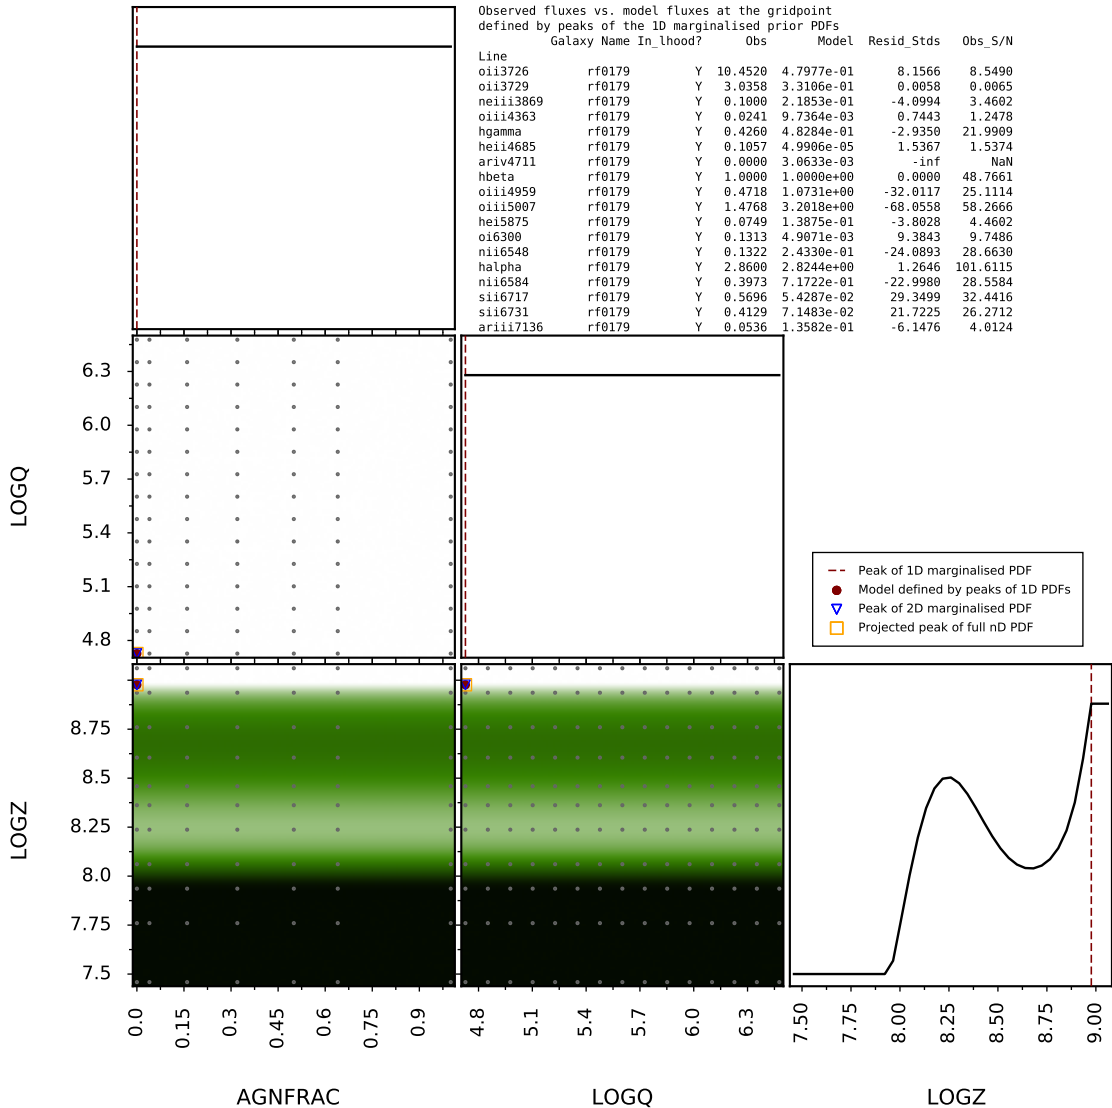 Observed fluxes vs. model fluxes at the gridpoint
defined by peaks of the 1D marginalised prior PDFs
Galaxy Name In_lhood? Obs Model Resid_Stds Obs_S/N
Line
oii3726 rf0179 Y 10.4520 4.7977e-01 8.1566 8.5490
oii3729 rf0179 Y 3.0358 3.3106e-01 0.0058 0.0065
neiii3869 rf0179 Y 0.1000 2.1853e-01 -4.0994 3.4602
oiii4363 rf0179 Y 0.0241 9.7364e-03 0.7443 1.2478
hgamma rf0179 Y 0.4260 4.8284e-01 -2.9350 21.9909
heii4685 rf0179 Y 0.1057 4.9906e-05 1.5367 1.5374
ariv4711 rf0179 Y 0.0000 3.0633e-03 -inf NaN
hbeta rf0179 Y 1.0000 1.0000e+00 0.0000 48.7661
oiii4959 rf0179 Y 0.4718 1.0731e+00 -32.0117 25.1114
oiii5007 rf0179 Y 1.4768 3.2018e+00 -68.0558 58.2666
hei5875 rf0179 Y 0.0749 1.3875e-01 -3.8028 4.4602
oi6300 rf0179 Y 0.1313 4.9071e-03 9.3843 9.7486
nii6548 rf0179 Y 0.1322 2.4330e-01 -24.0893 28.6630
halpha rf0179 Y 2.8600 2.8244e+00 1.2646 101.6115
nii6584 rf0179 Y 0.3973 7.1722e-01 -22.9980 28.5584
sii6717 rf0179 Y 0.5696 5.4287e-02 29.3499 32.4416
sii6731 rf0179 Y 0.4129 7.1483e-02 21.7225 26.2712
ariii7136 rf0179 Y 0.0536 1.3582e-01 -6.1476 4.0124
LOGQ
6.3
6.0
5.7
5.4
5.1
4.8
Peak of 1D marginalised PDF
Model defined by peaks of 1D PDFs
Peak of 2D marginalised PDF
Projected peak of full nD PDF
LOGZ
8.75
8.5
8.25
8.0
7.75
7.5
0.0 0.15 0.3 0.45 0.6 0.75 0.9
4.8 5.1 5.4 5.7 6.0 6.3
7.50 7.75 8.00 8.25 8.50 8.75 9.00
AGNFRAC LOGQ LOGZ